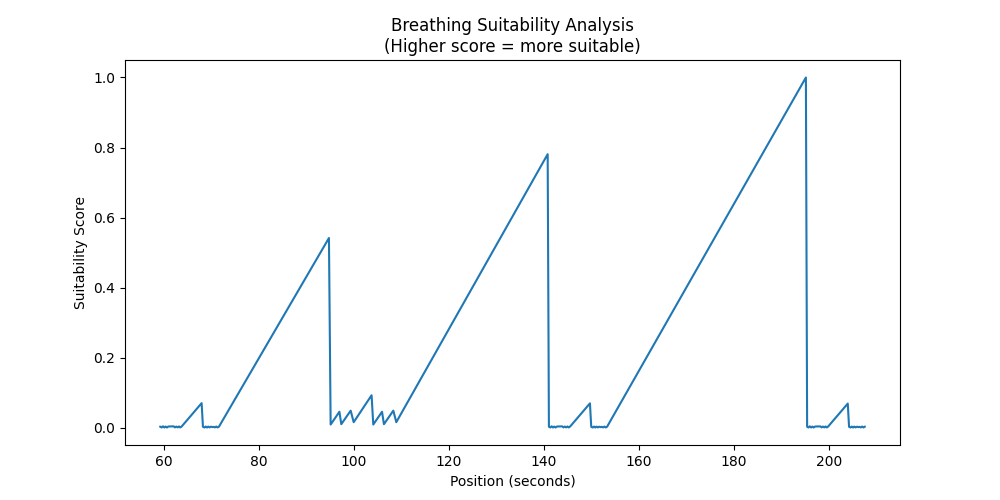 Breathing Suitability Analysis
(Higher score = more suitable)
1.0
0.8
0.6
0.4
0.2
0.0
Suitability Score
60 80 100 120 140 160 180 200
Position (seconds)